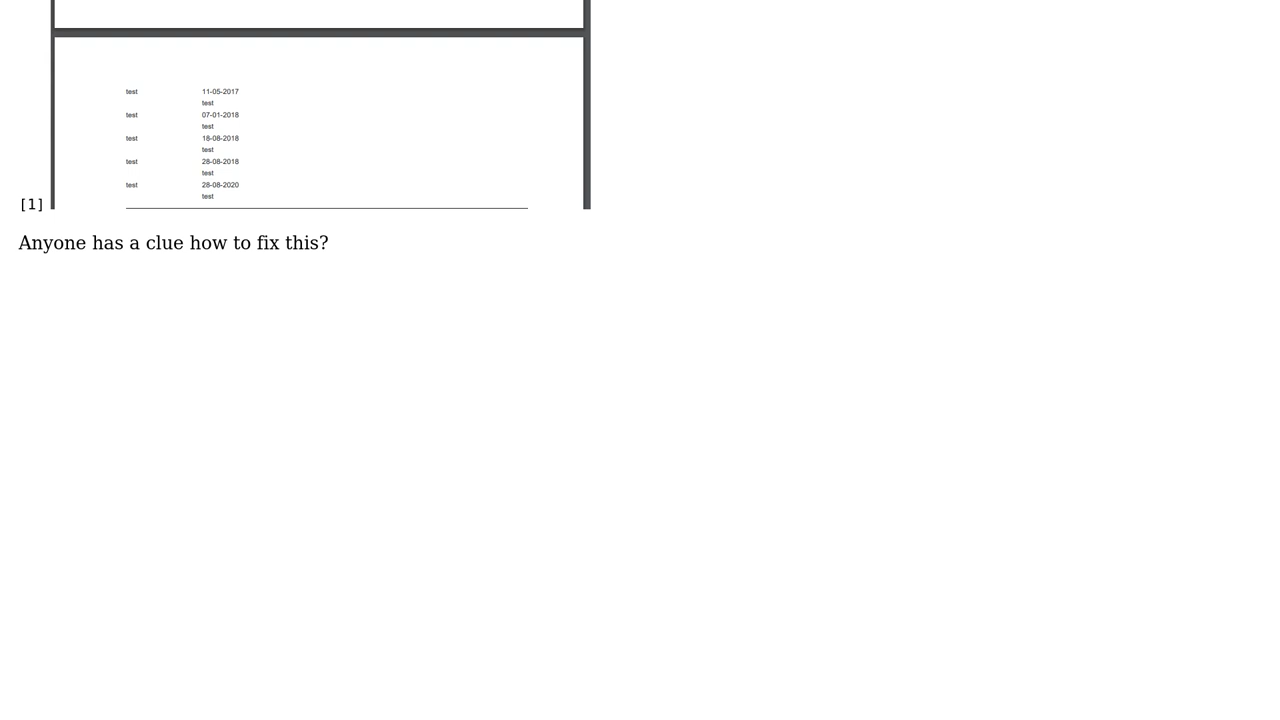 test 11-05-2017
test
test 07-01-2018
test
test 18-08-2018
test
test 28-08-2018
test
test 28-08-2020
test
[1]
Anyone has a clue how to fix this?